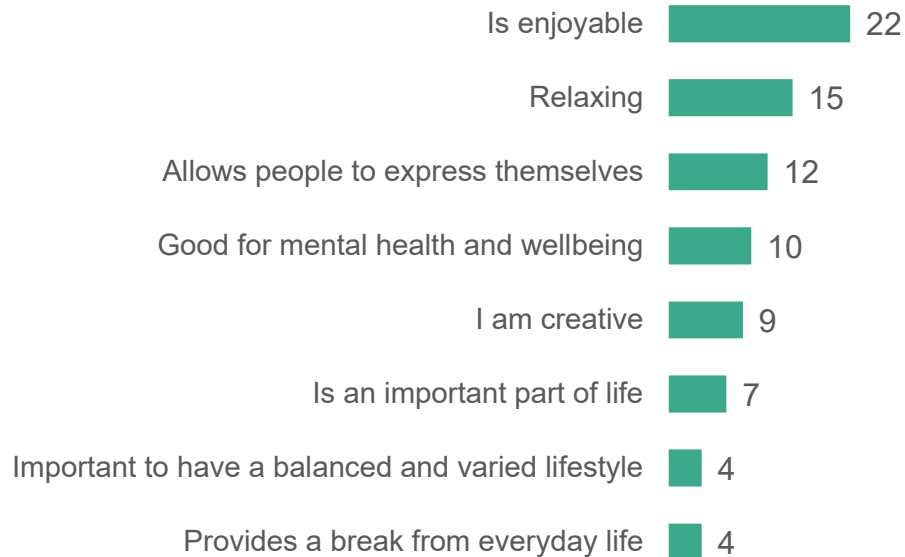 Is enjoyable 22
Relaxing 15
Allows people to express themselves 12
Good for mental health and wellbeing 10
I am creative 9
Is an important part of life 7
Important to have a balanced and varied lifestyle 4
Provides a break from everyday life 4